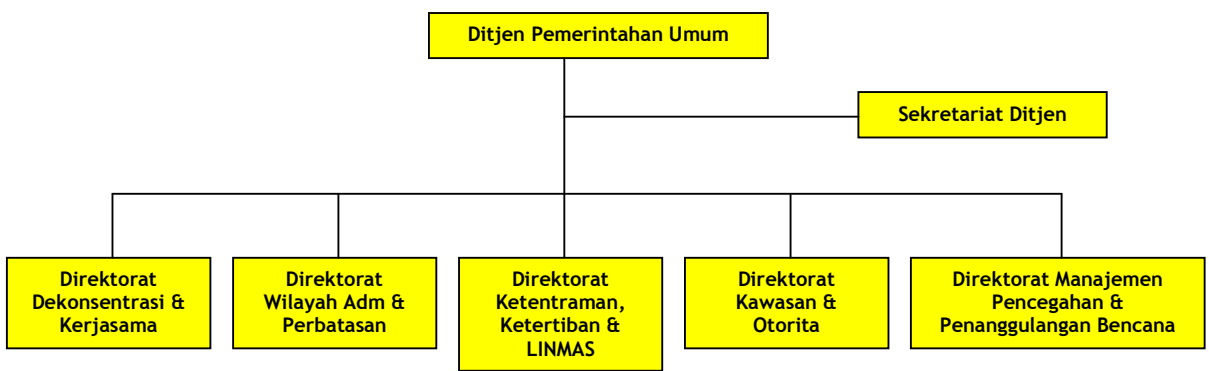 Ditjen Pemerintahan Umum
Sekretariat Ditjen
Direktorat
Dekonsentrasi &
Kerjasama
Direktorat
Wilayah Adm &
Perbatasan
Direktorat
Ketentraman,
Ketertiban &
LINMAS
Direktorat
Kawasan &
Otorita
Direktorat Manajemen
Pencegahan &
Penanggulangan Bencana